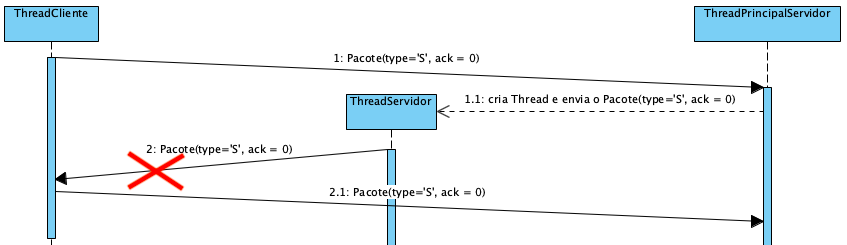 ThreadCliente
ThreadPrincipalServidor
1: Pacote(type='S', ack = 0)
1.1: cria Thread e envia o Pacote(type='S', ack = 0)
ThreadServidor
2: Pacote(type='S', ack = 0)
2.1: Pacote(type='S', ack = 0)